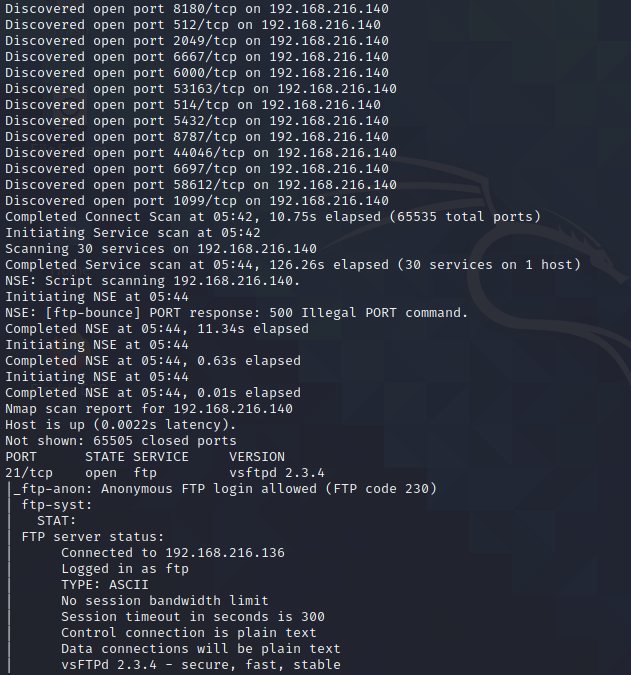 Discovered open port 8180/tcp on 192.168.216.140
Discovered open port 512/tcp on 192.168.216.140
Discovered open port 2049/tcp on 192.168.216.140
Discovered open port 6667/tcp on 192.168.216.140
Discovered open port 6000/tcp on 192.168.216.140
Discovered open port 53163/tcp on 192.168.216.140
Discovered open port 514/tcp on 192.168.216.140
Discovered open port 5432/tcp on 192.168.216.140
Discovered open port 8787/tcp on 192.168.216.140
Discovered open port 44046/tcp on 192.168.216.140
Discovered open port 6697/tcp on 192.168.216.140
Discovered open port 58612/tcp on 192.168.216.140
Discovered open port 1099/tcp on 192.168.216.140
Completed Connect Scan at 05:42, 10.75s elapsed (65535 total ports)
Initiating Service scan at 05:42
Scanning 30 services on 192.168.216.140
Completed Service scan at 05:44, 126.26s elapsed (30 services on 1 host)
NSE: Script scanning 192.168.216.140.
Initiating NSE at 05:44
NSE: [ftp-bounce] PORT response: 500 Illegal PORT command.
Completed NSE at 05:44, 11.34s elapsed
Initiating NSE at 05:44
Completed NSE at 05:44, 0.63s elapsed
Initiating NSE at 05:44
Completed NSE at 05:44, 0.01s elapsed
Nmap scan report for 192.168.216.140
Host is up (0.0022s latency).
Not shown: 65505 closed ports
PORT      STATE SERVICE     VERSION
21/tcp    open  ftp         vsftpd 2.3.4
|_ftp-anon: Anonymous FTP login allowed (FTP code 230)
| ftp-syst:
|   STAT:
| FTP server status:
|      Connected to 192.168.216.136
|      Logged in as ftp
|      TYPE: ASCII
|      No session bandwidth limit
|      Session timeout in seconds is 300
|      Control connection is plain text
|      Data connections will be plain text
|      vsFTPd 2.3.4 - secure, fast, stable